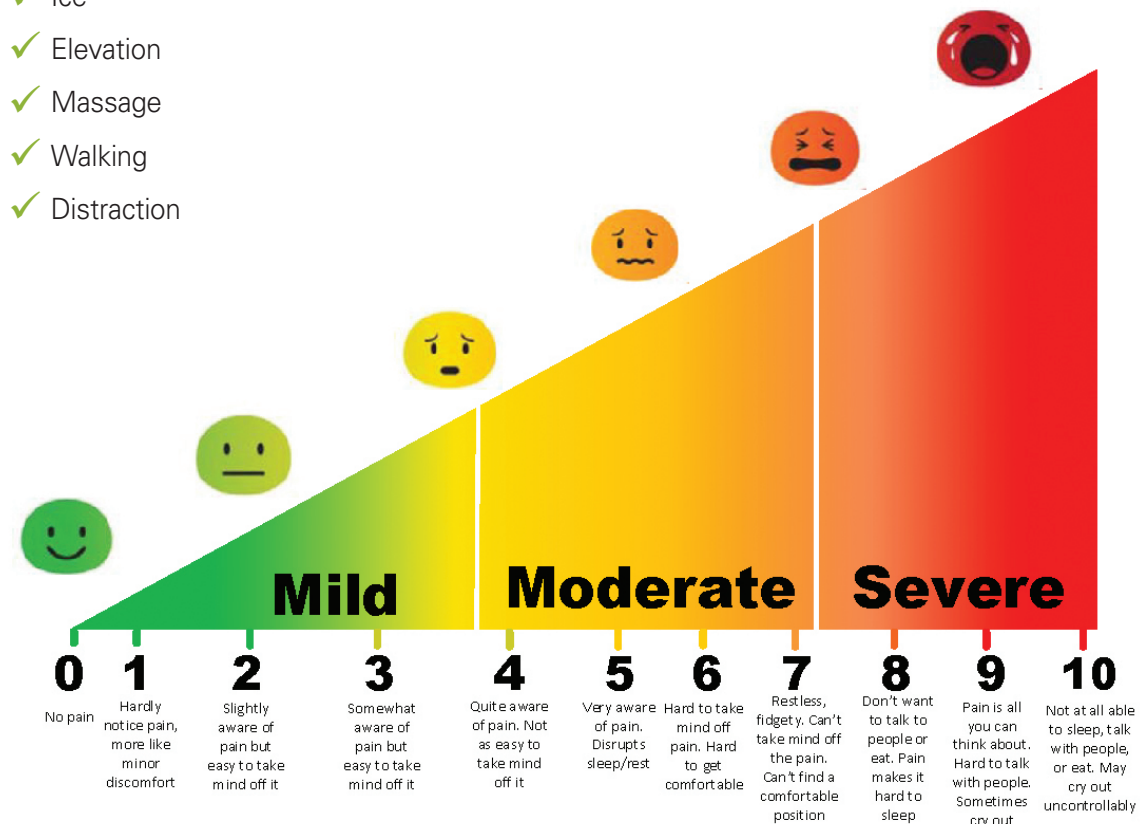 Ice
Elevation
Massage
Walking
Distraction
Mild
Moderate
Severe
0
No pain
1
Hardly
notice pain,
more like
minor
discomfort
2
Slightly
aware of
pain but
easy to take
mind off it
3
Somewhat
aware of
pain but
easy to take
mind off it
4
Quite aware
of pain. Not
as easy to
take mind
off it
5
Very aware
of pain.
Disrupts
sleep/rest
6
Hard to take
mind off
pain. Hard
to get
comfortable
7
Restless,
fidgety. Can't
take mind off
the pain.
Can't find a
comfortable
position
8
Don't want
to talk to
people or
eat. Pain
makes it
hard to
sleep
9
Pain is all
you can
think about.
Hard to talk
with people.
Sometimes
cry out
10
Not at all able
to sleep, talk
with people,
or eat. May
cry out
uncontrollably